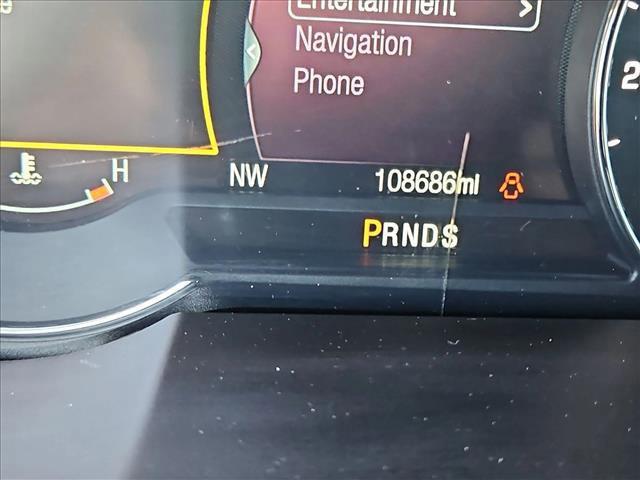 Entertainment >
Navigation
Phone
H
NW 108686mi
PRNDS